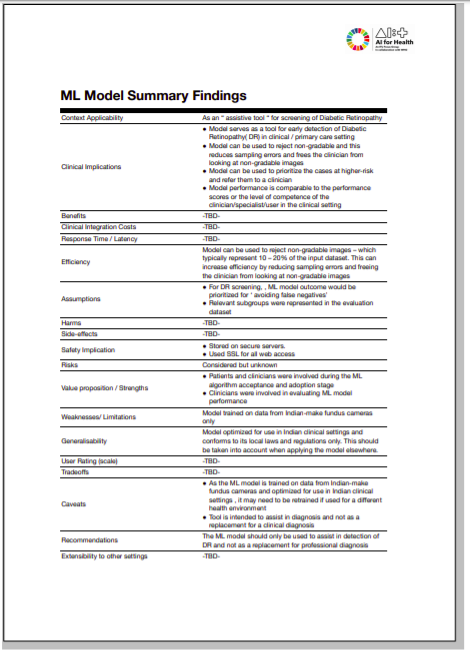 AI for Health
ML Model Summary Findings
Context Applicability As an " assistive tool " for screening of Diabetic Retinopathy
Clinical Implications
● Model serves as a tool for early detection of Diabetic
Retinopathy( DR) in clinical / primary care setting
● Model can be used to reject non-gradable and this
reduces sampling errors and frees the clinician from
looking at non-gradable images
● Model can be used to prioritize the cases at higher-risk
and refer them to a clinician
● Model performance is comparable to the performance
scores or the level of competence of the
clinician/specialist/user in the clinical setting
Benefits -TBD-
Clinical Integration Costs -TBD-
Response Time / Latency -TBD-
Efficiency
Model can be used to reject non-gradable images – which
typically represent 10 – 20% of the input dataset. This can
increase efficiency by reducing sampling errors and freeing
the clinician from looking at non-gradable images
Assumptions
● For DR screening, , ML model outcome would be
prioritized for ' avoiding false negatives'
● Relevant subgroups were represented in the evaluation
dataset
Harms -TBD-
Side-effects -TBD-
Safety Implication
● Stored on secure servers.
● Used SSL for all web access
Risks Considered but unknown
Value proposition / Strengths
● Patients and clinicians were involved during the ML
algorithm acceptance and adoption stage
● Clinicians were involved in evaluating ML model
performance
Weaknesses/ Limitations
Model trained on data from Indian-make fundus cameras
only
Generalisability
Model optimized for use in Indian clinical settings and
conforms to its local laws and regulations only. This should
be taken into account when applying the model elsewhere.
User Rating (scale) -TBD-
Tradeoffs -TBD-
Caveats
● As the ML model is trained on data from Indian-make
fundus cameras and optimized for use in Indian clinical
settings , it may need to be retrained if used for a different
health environment
● Tool is intended to assist in diagnosis and not as a
replacement for a clinical diagnosis
Recommendations
The ML model should only be used to assist in detection of
DR and not as a replacement for professional diagnosis
Extensibility to other settings -TBD-